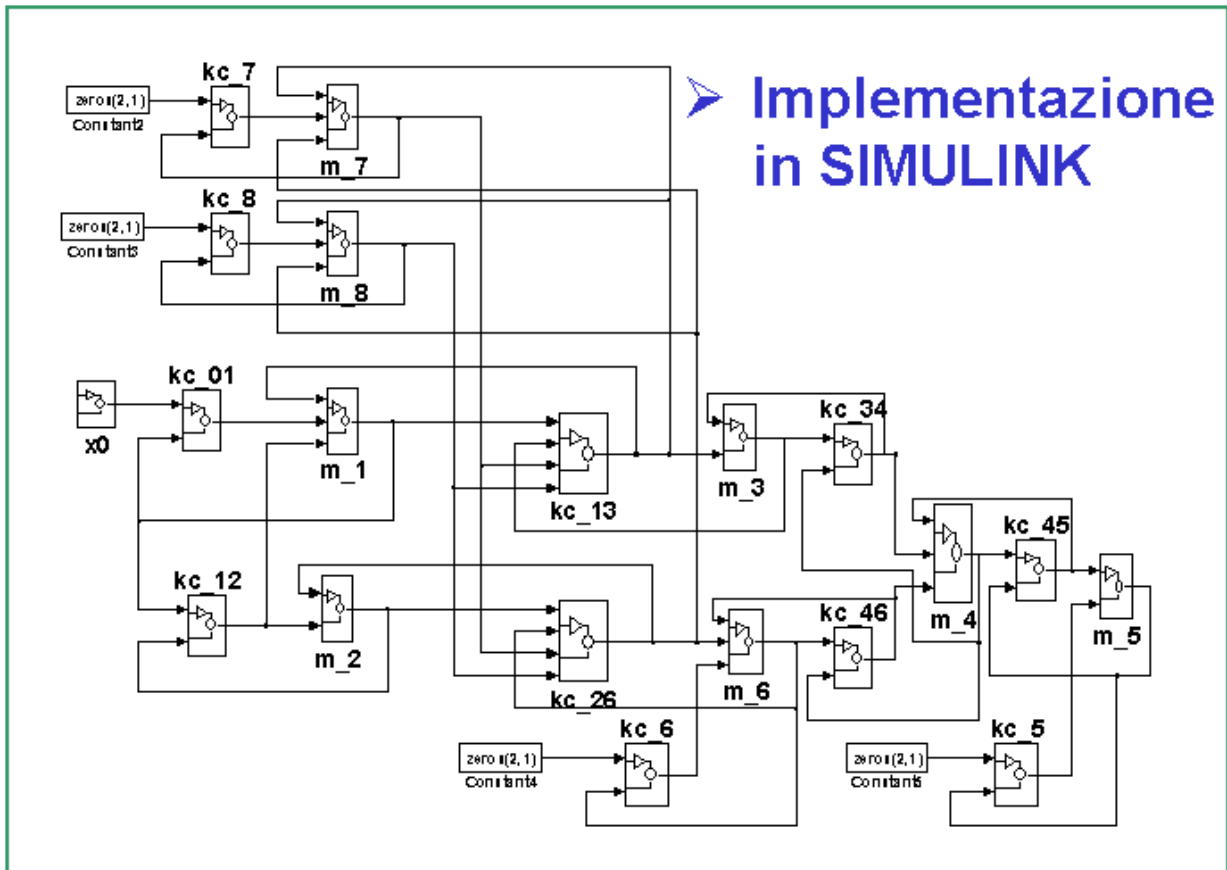 ➢ Implementazione
in SIMULINK
kc_7
zeros(2,1)
Constant2
m_7
kc_8
zeros(2,1)
Constant3
m_8
kc_01
x0
m_1
kc_34
m_3
kc_13
kc_45
kc_12
m_2
kc_46
m_4
m_5
m_6
kc_26
kc_6
zeros(2,1)
Constant4
kc_5
zeros(2,1)
Constant5